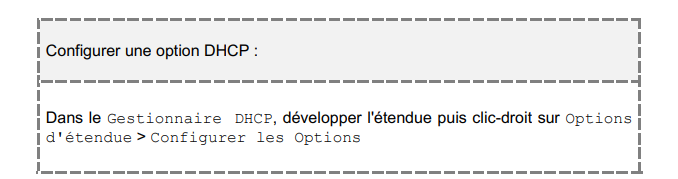 Configurer une option DHCP :
Dans le Gestionnaire DHCP, développer l'étendue puis clic-droit sur Options
d'étendue > Configurer les Options